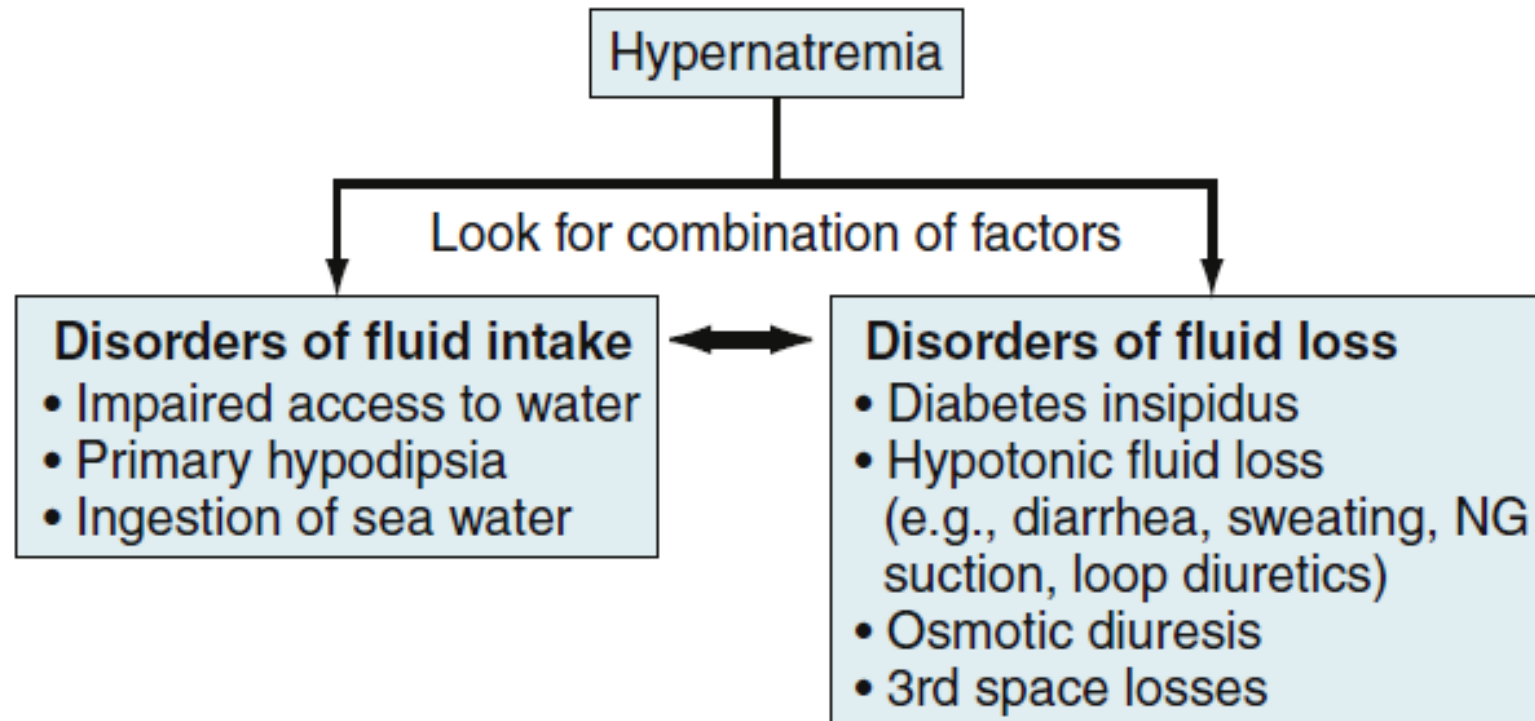 Hypernatremia
Look for combination of factors
Disorders of fluid intake
• Impaired access to water
• Primary hypodipsia
• Ingestion of sea water
Disorders of fluid loss
• Diabetes insipidus
• Hypotonic fluid loss
(e.g., diarrhea, sweating, NG
suction, loop diuretics)
• Osmotic diuresis
• 3rd space losses